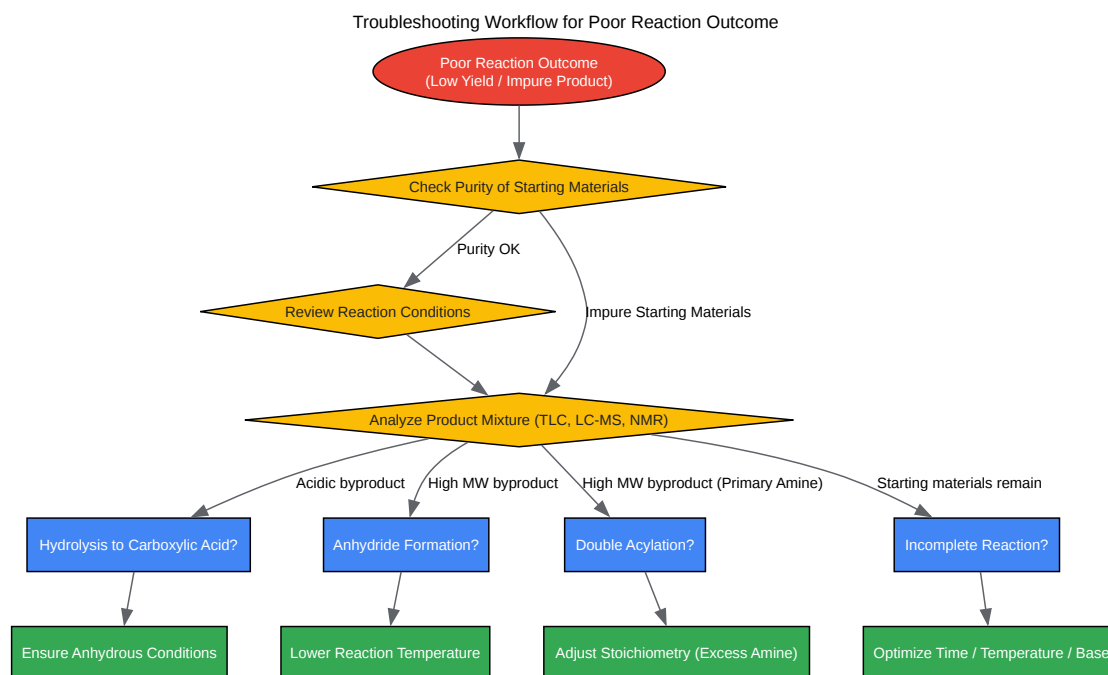 Troubleshooting Workflow for Poor Reaction Outcome
Poor Reaction Outcome
(Low Yield / Impure Product)
Check Purity of Starting Materials
Purity OK
Review Reaction Conditions
Impure Starting Materials
Analyze Product Mixture (TLC, LC-MS, NMR)
Acidic byproduct
High MW byproduct
High MW byproduct (Primary Amine)
Starting materials remain
Hydrolysis to Carboxylic Acid?
Anhydride Formation?
Double Acylation?
Incomplete Reaction?
Ensure Anhydrous Conditions
Lower Reaction Temperature
Adjust Stoichiometry (Excess Amine)
Optimize Time / Temperature / Base